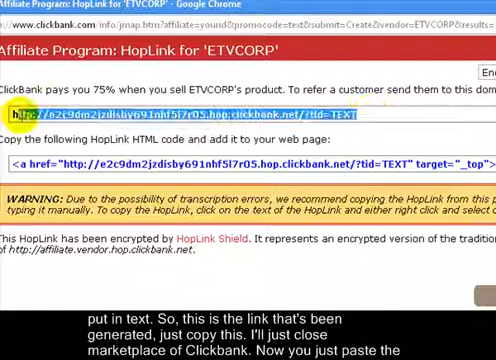 Affiliate Program: HopLink for 'ETVCORP' - Google Chrome
www.clickbank.com/info/jmap.htm?affiliate=yourid&promocode=text&submit=Create&vendor=ETVCORP&results=
Affiliate Program: HopLink for 'ETVCORP'
Eng
ClickBank pays you 75% when you sell ETVCORP's product. To refer a customer send them to this dom
http://e2c9dm2jzdisby691nhf5l7r05.hop.clickbank.net/?tid=TEXT
Copy the following HopLink HTML code and add it to your web page:
<a href="http://e2c9dm2jzdisby691nhf5l7r05.hop.clickbank.net/?tid=TEXT" target="_top">
WARNING: Due to the possibility of transcription errors, we recommend copying the HopLink from this p
typing it manually. To copy the HopLink, click on the text of the HopLink and either right click and select c
This HopLink has been encrypted by HopLink Shield. It represents an encrypted version of the tradition
of http://affiliate.vendor.hop.clickbank.net.
put in text. So, this is the link that's been
generated, just copy this. I'll just close
marketplace of Clickbank. Now you just paste the